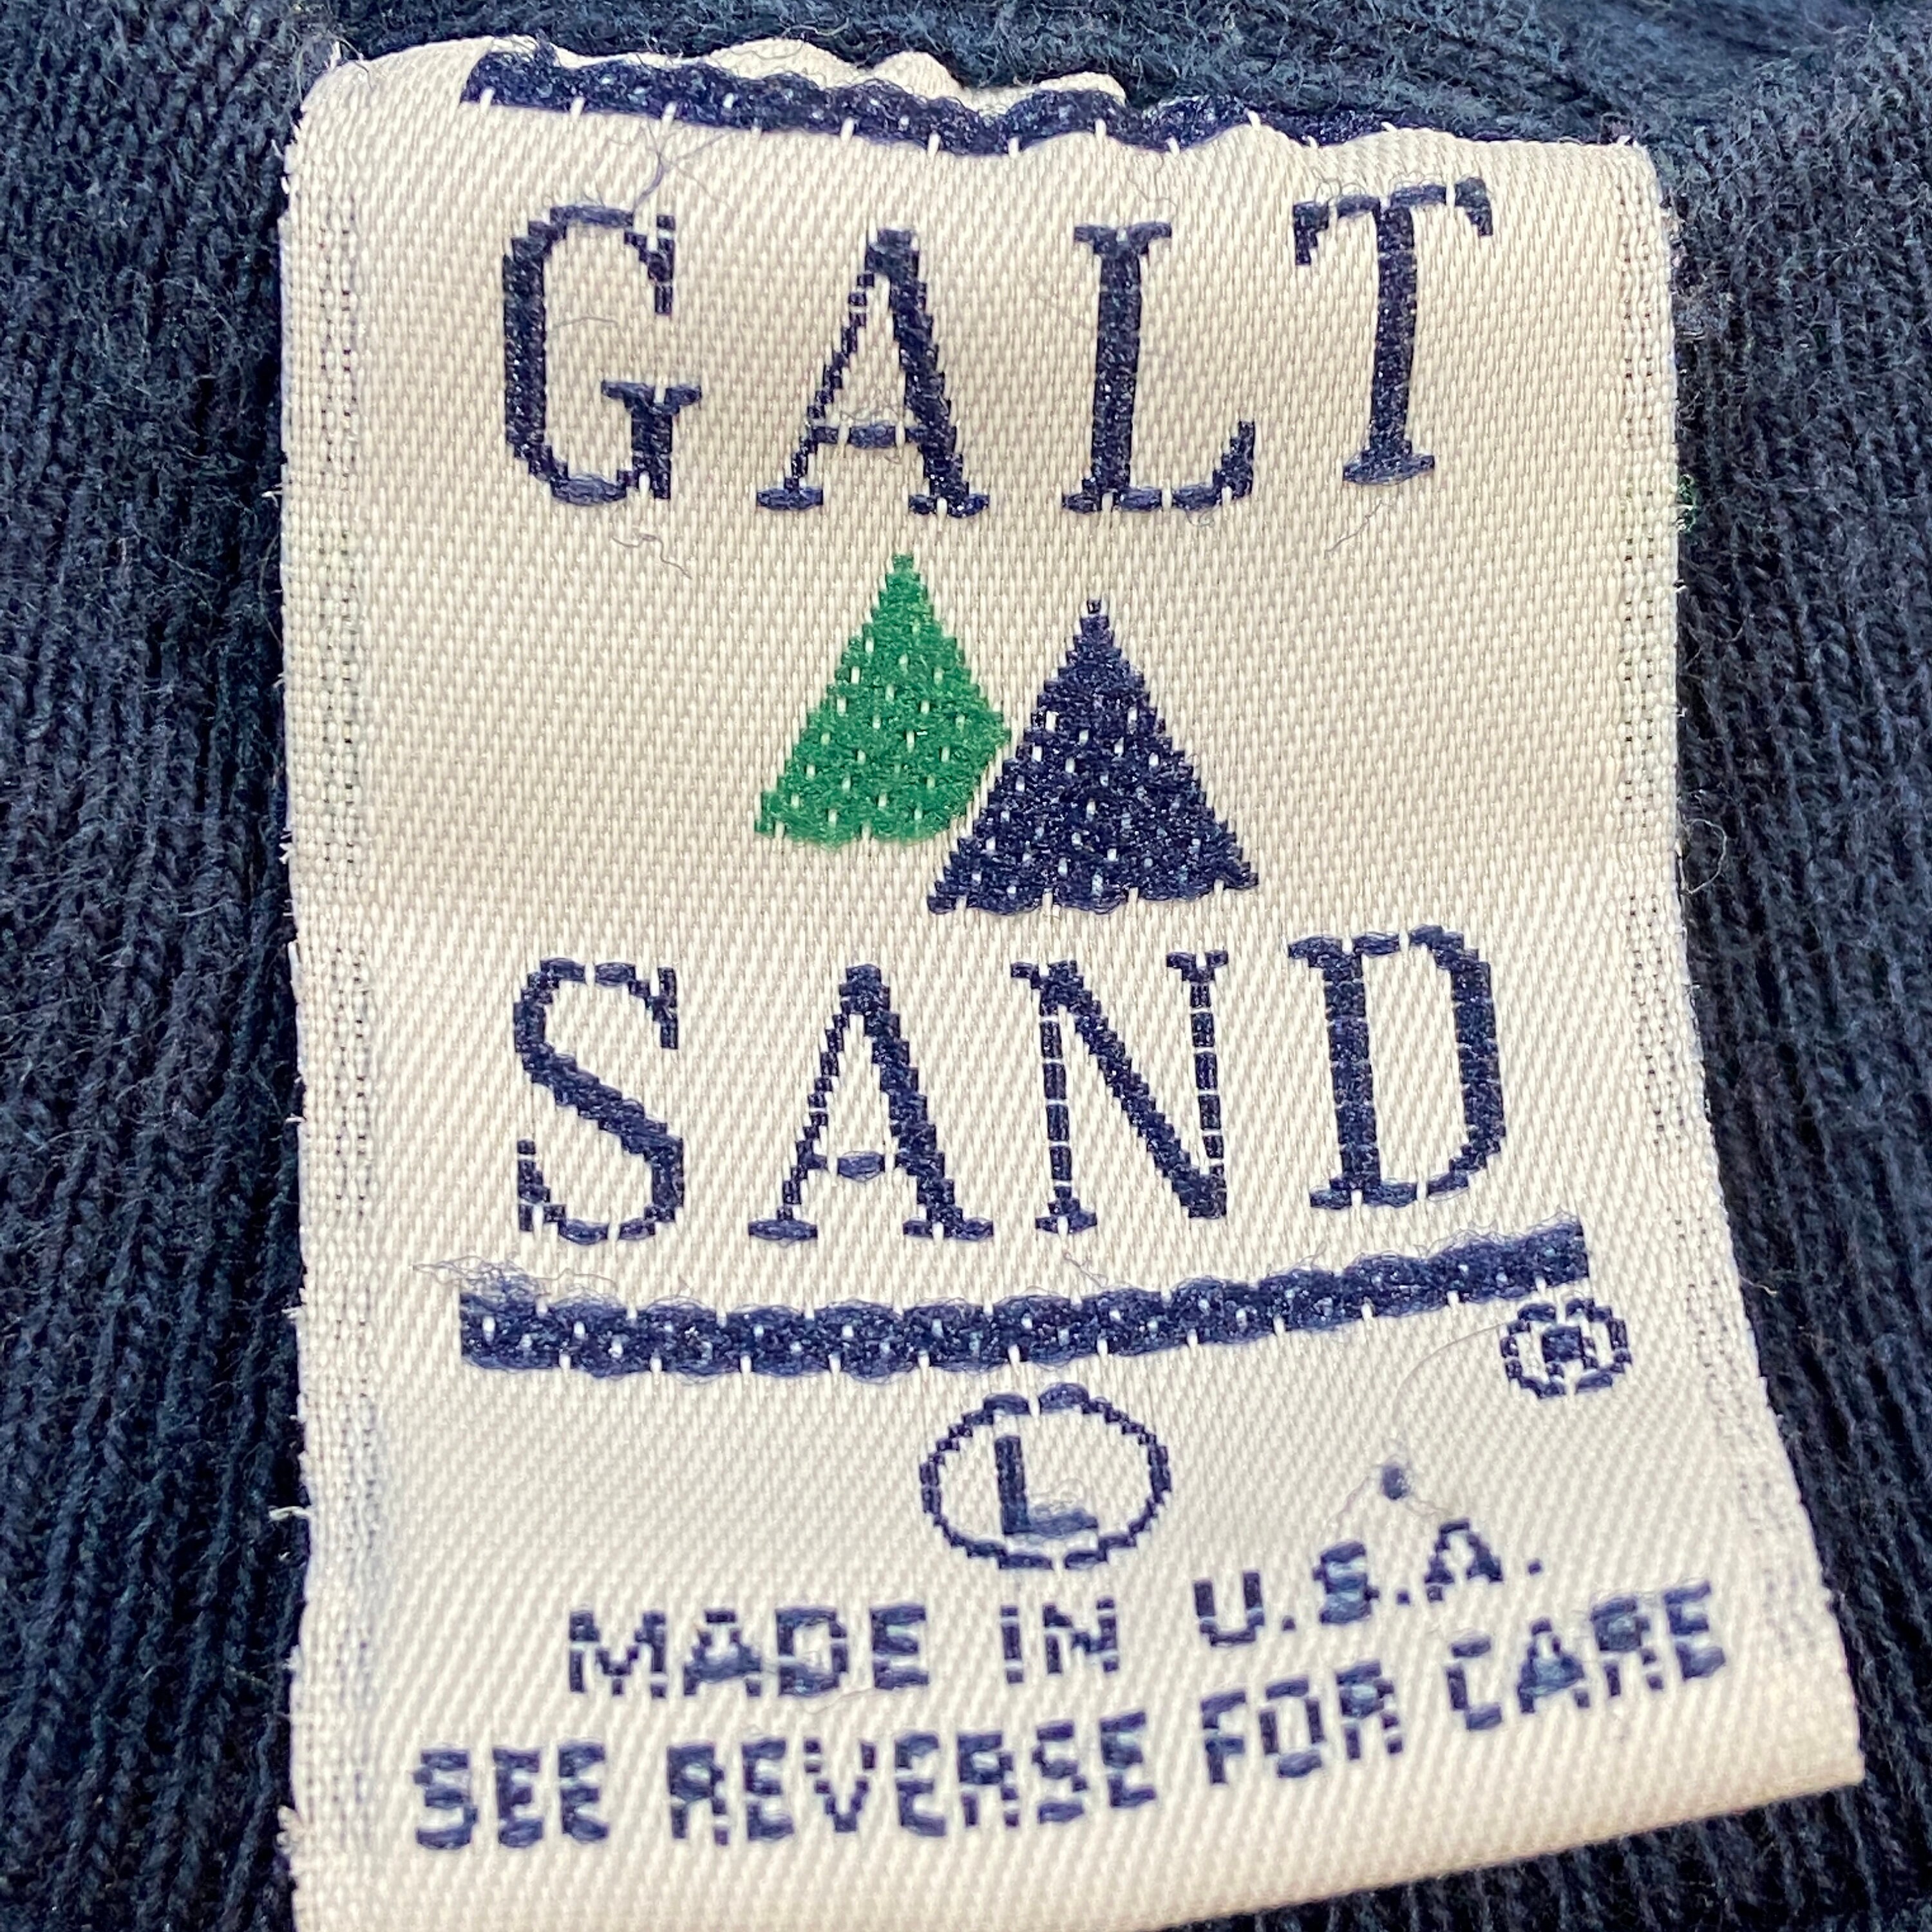 GALT
SAND
®
L
MADE IN U.S.A.
SEE REVERSE FOR CARE